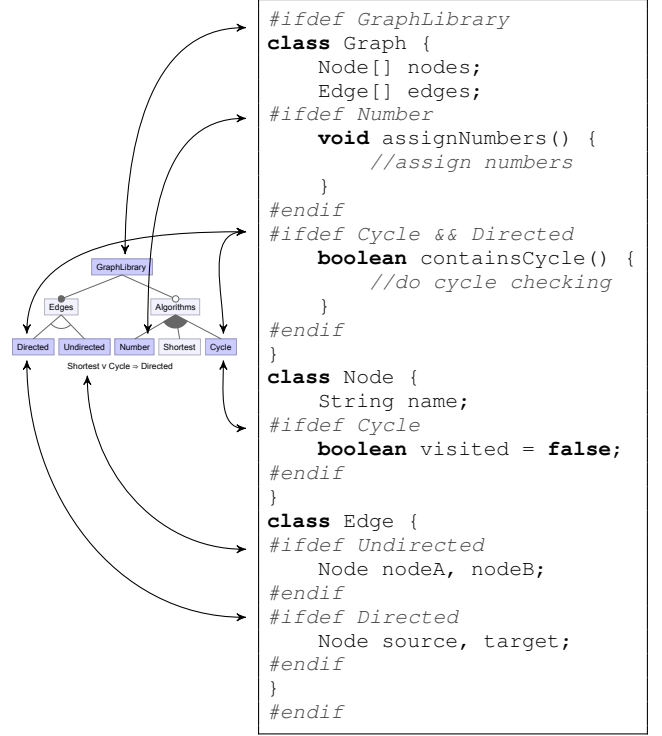 GraphLibrary
Edges Algorithms
Directed Undirected Number Shortest Cycle
Shortest ∨ Cycle ⇒ Directed
#ifdef GraphLibrary
class Graph {
    Node[] nodes;
    Edge[] edges;
#ifdef Number
    void assignNumbers() {
        //assign numbers
    }
#endif
#ifdef Cycle && Directed
    boolean containsCycle() {
        //do cycle checking
    }
#endif
}
class Node {
    String name;
#ifdef Cycle
    boolean visited = false;
#endif
}
class Edge {
#ifdef Undirected
    Node nodeA, nodeB;
#endif
#ifdef Directed
    Node source, target;
#endif
}
#endif